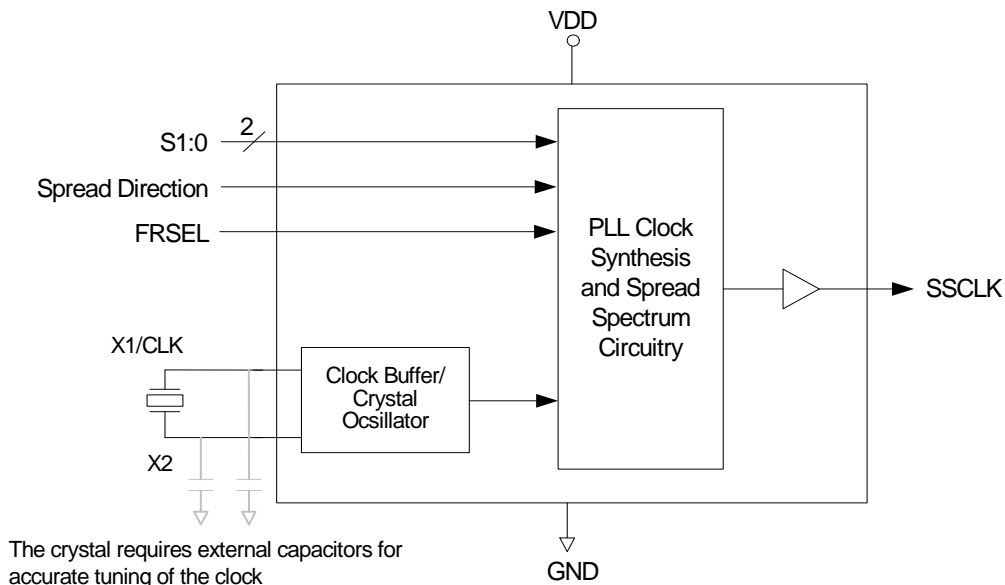 VDD
2
S1:0
Spread Direction
FRSEL
PLL Clock
Synthesis
and Spread
Spectrum
Circuitry
SSCLK
X1/CLK
Clock Buffer/
Crystal
Ocsillator
X2
The crystal requires external capacitors for
accurate tuning of the clock
GND